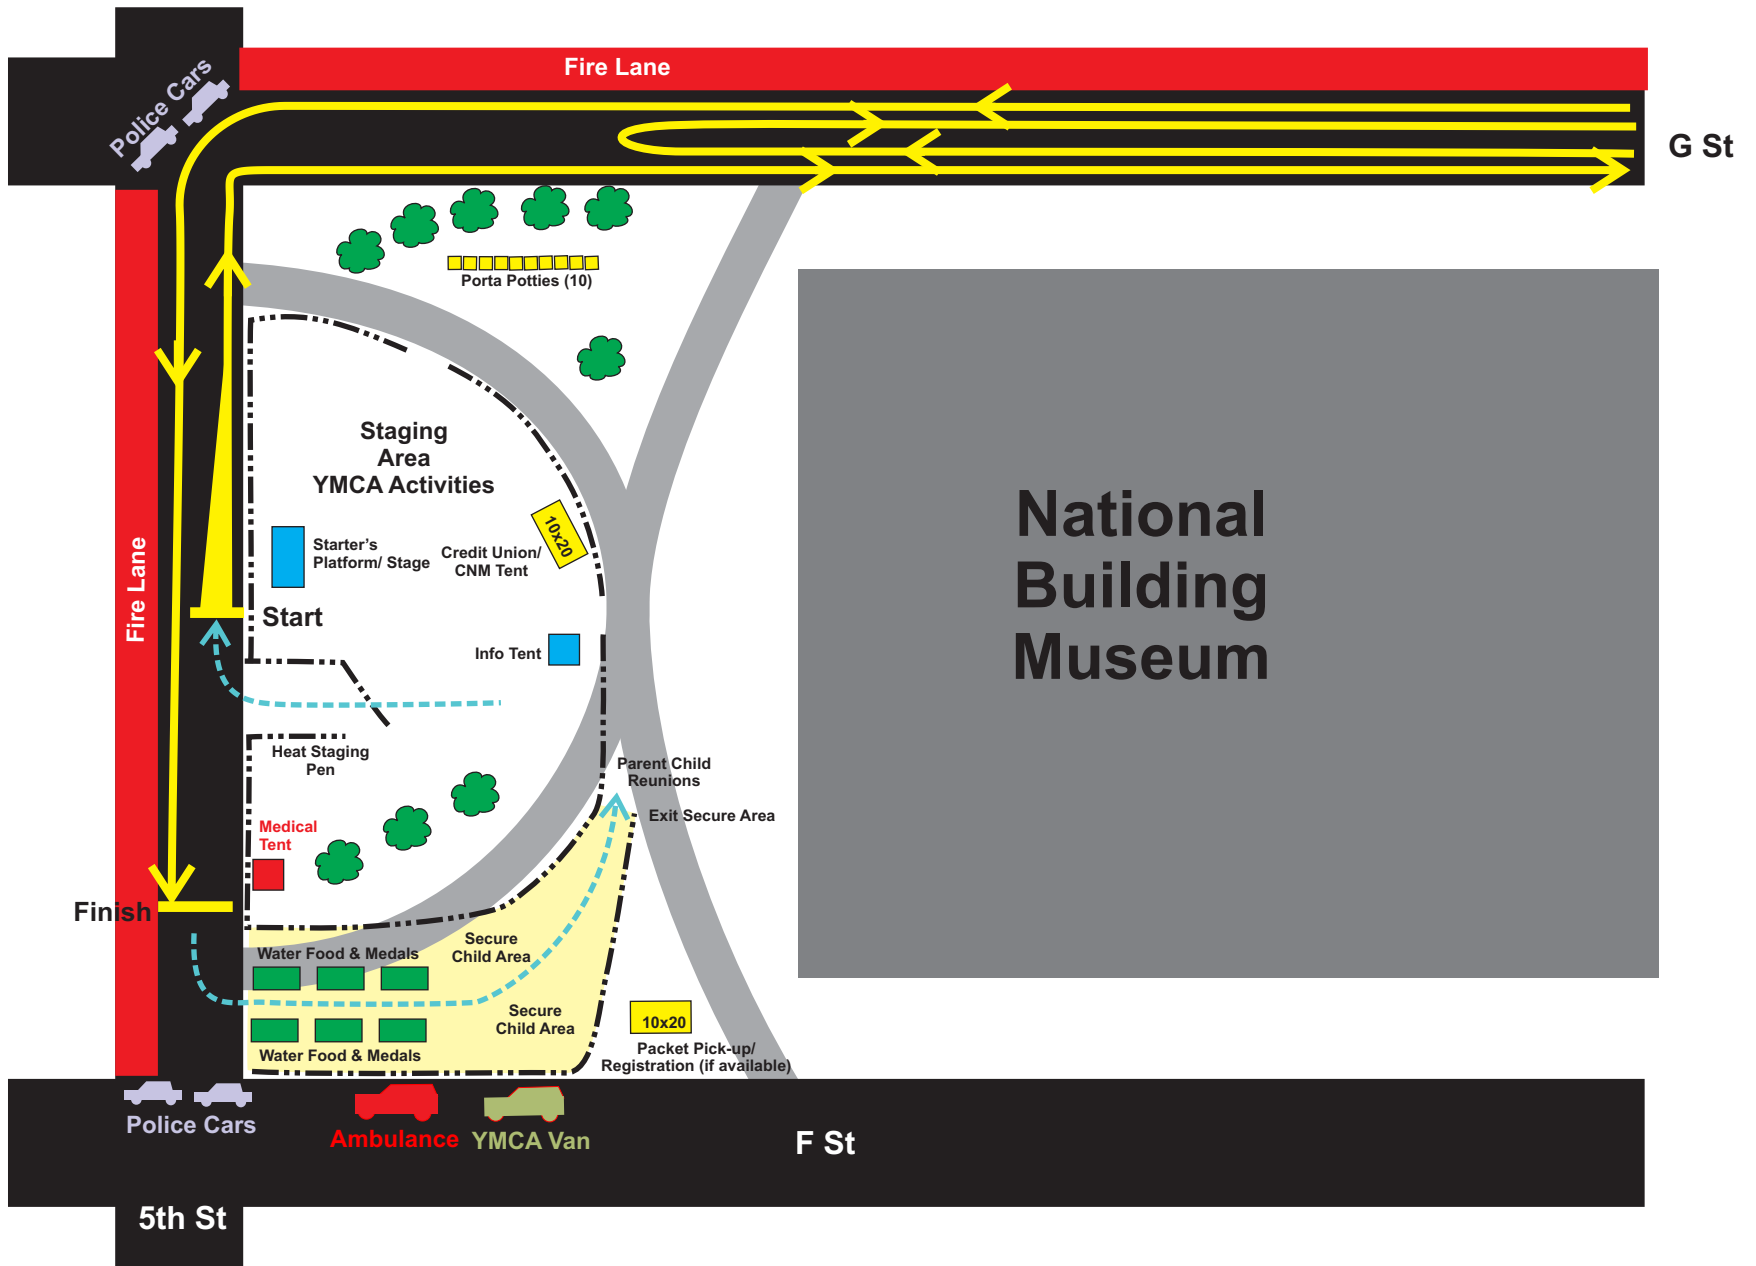 Fire Lane
Police Cars
G St
Porta Potties (10)
Staging
Area
YMCA Activities
Starter's
Platform/ Stage
Credit Union/
CNM Tent
10x20
National
Building
Museum
Fire Lane
Start
Info Tent
Heat Staging
Pen
Parent Child
Reunions
Exit Secure Area
Medical
Tent
Finish
Water Food & Medals
Secure
Child Area
Secure
Child Area
10x20
Water Food & Medals
Packet Pick-up/
Registration (if available)
Police Cars
Ambulance
YMCA Van
F St
5th St